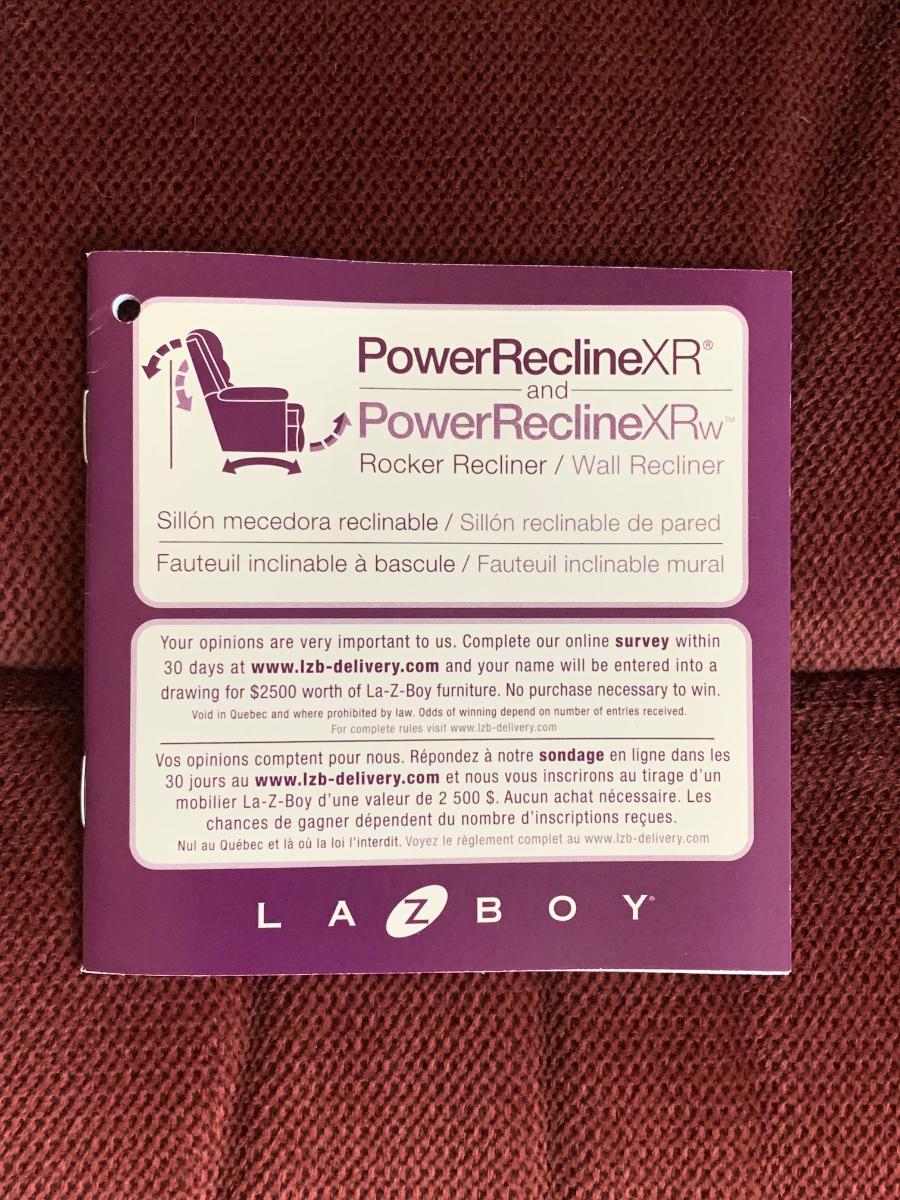 PowerReclineXR®
and
PowerReclineXRw™
Rocker Recliner / Wall Recliner
Sillón mecedora reclinable / Sillón reclinable de pared
Fauteuil inclinable à bascule / Fauteuil inclinable mural
Your opinions are very important to us. Complete our online survey within
30 days at www.lzb-delivery.com and your name will be entered into a
drawing for $2500 worth of La-Z-Boy furniture. No purchase necessary to win.
Void in Quebec and where prohibited by law. Odds of winning depend on number of entries received.
For complete rules visit www.lzb-delivery.com
Vos opinions comptent pour nous. Répondez à notre sondage en ligne dans les
30 jours au www.lzb-delivery.com et nous vous inscrirons au tirage d'un
mobilier La-Z-Boy d'une valeur de 2 500 $. Aucun achat nécessaire. Les
chances de gagner dépendent du nombre d'inscriptions reçues.
Nul au Québec et là où la loi l'interdit. Voyez le règlement complet au www.lzb-delivery.com
LA Z BOY®